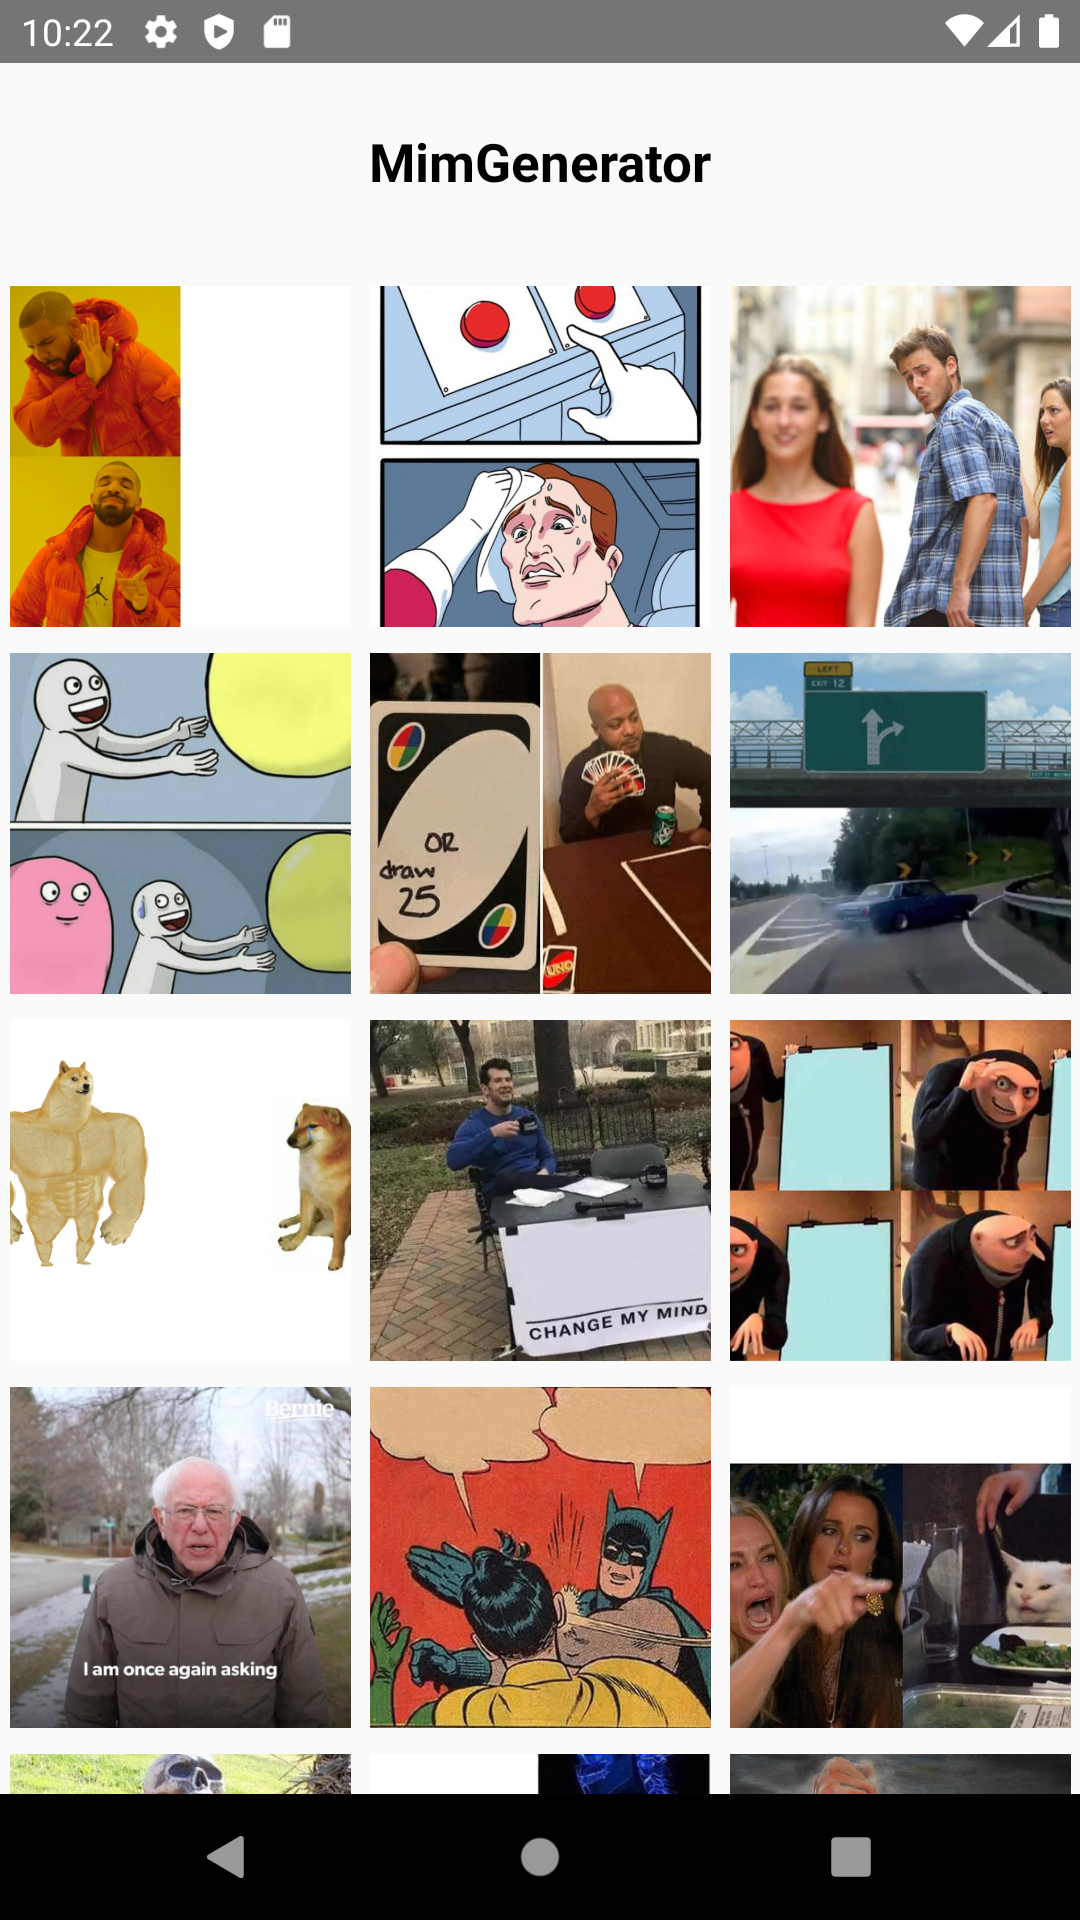 10:22
MimGenerator
LEFT
EXIT 12
OR
draw
25
UNO
CHANGE MY MIND
Bernie
I am once again asking